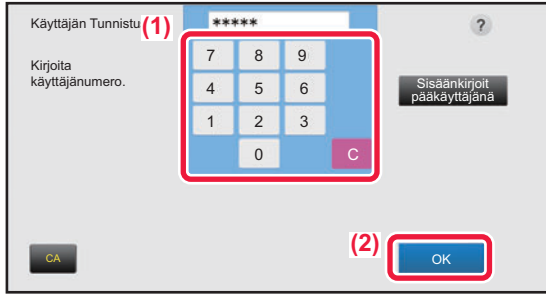 Käyttäjän Tunnistu
(1)
*****
?
Kirjoita
käyttäjänumero.
7 8 9
4 5 6
1 2 3
0 C
Sisäänkirjoit
pääkäyttäjänä
(2)
CA
OK